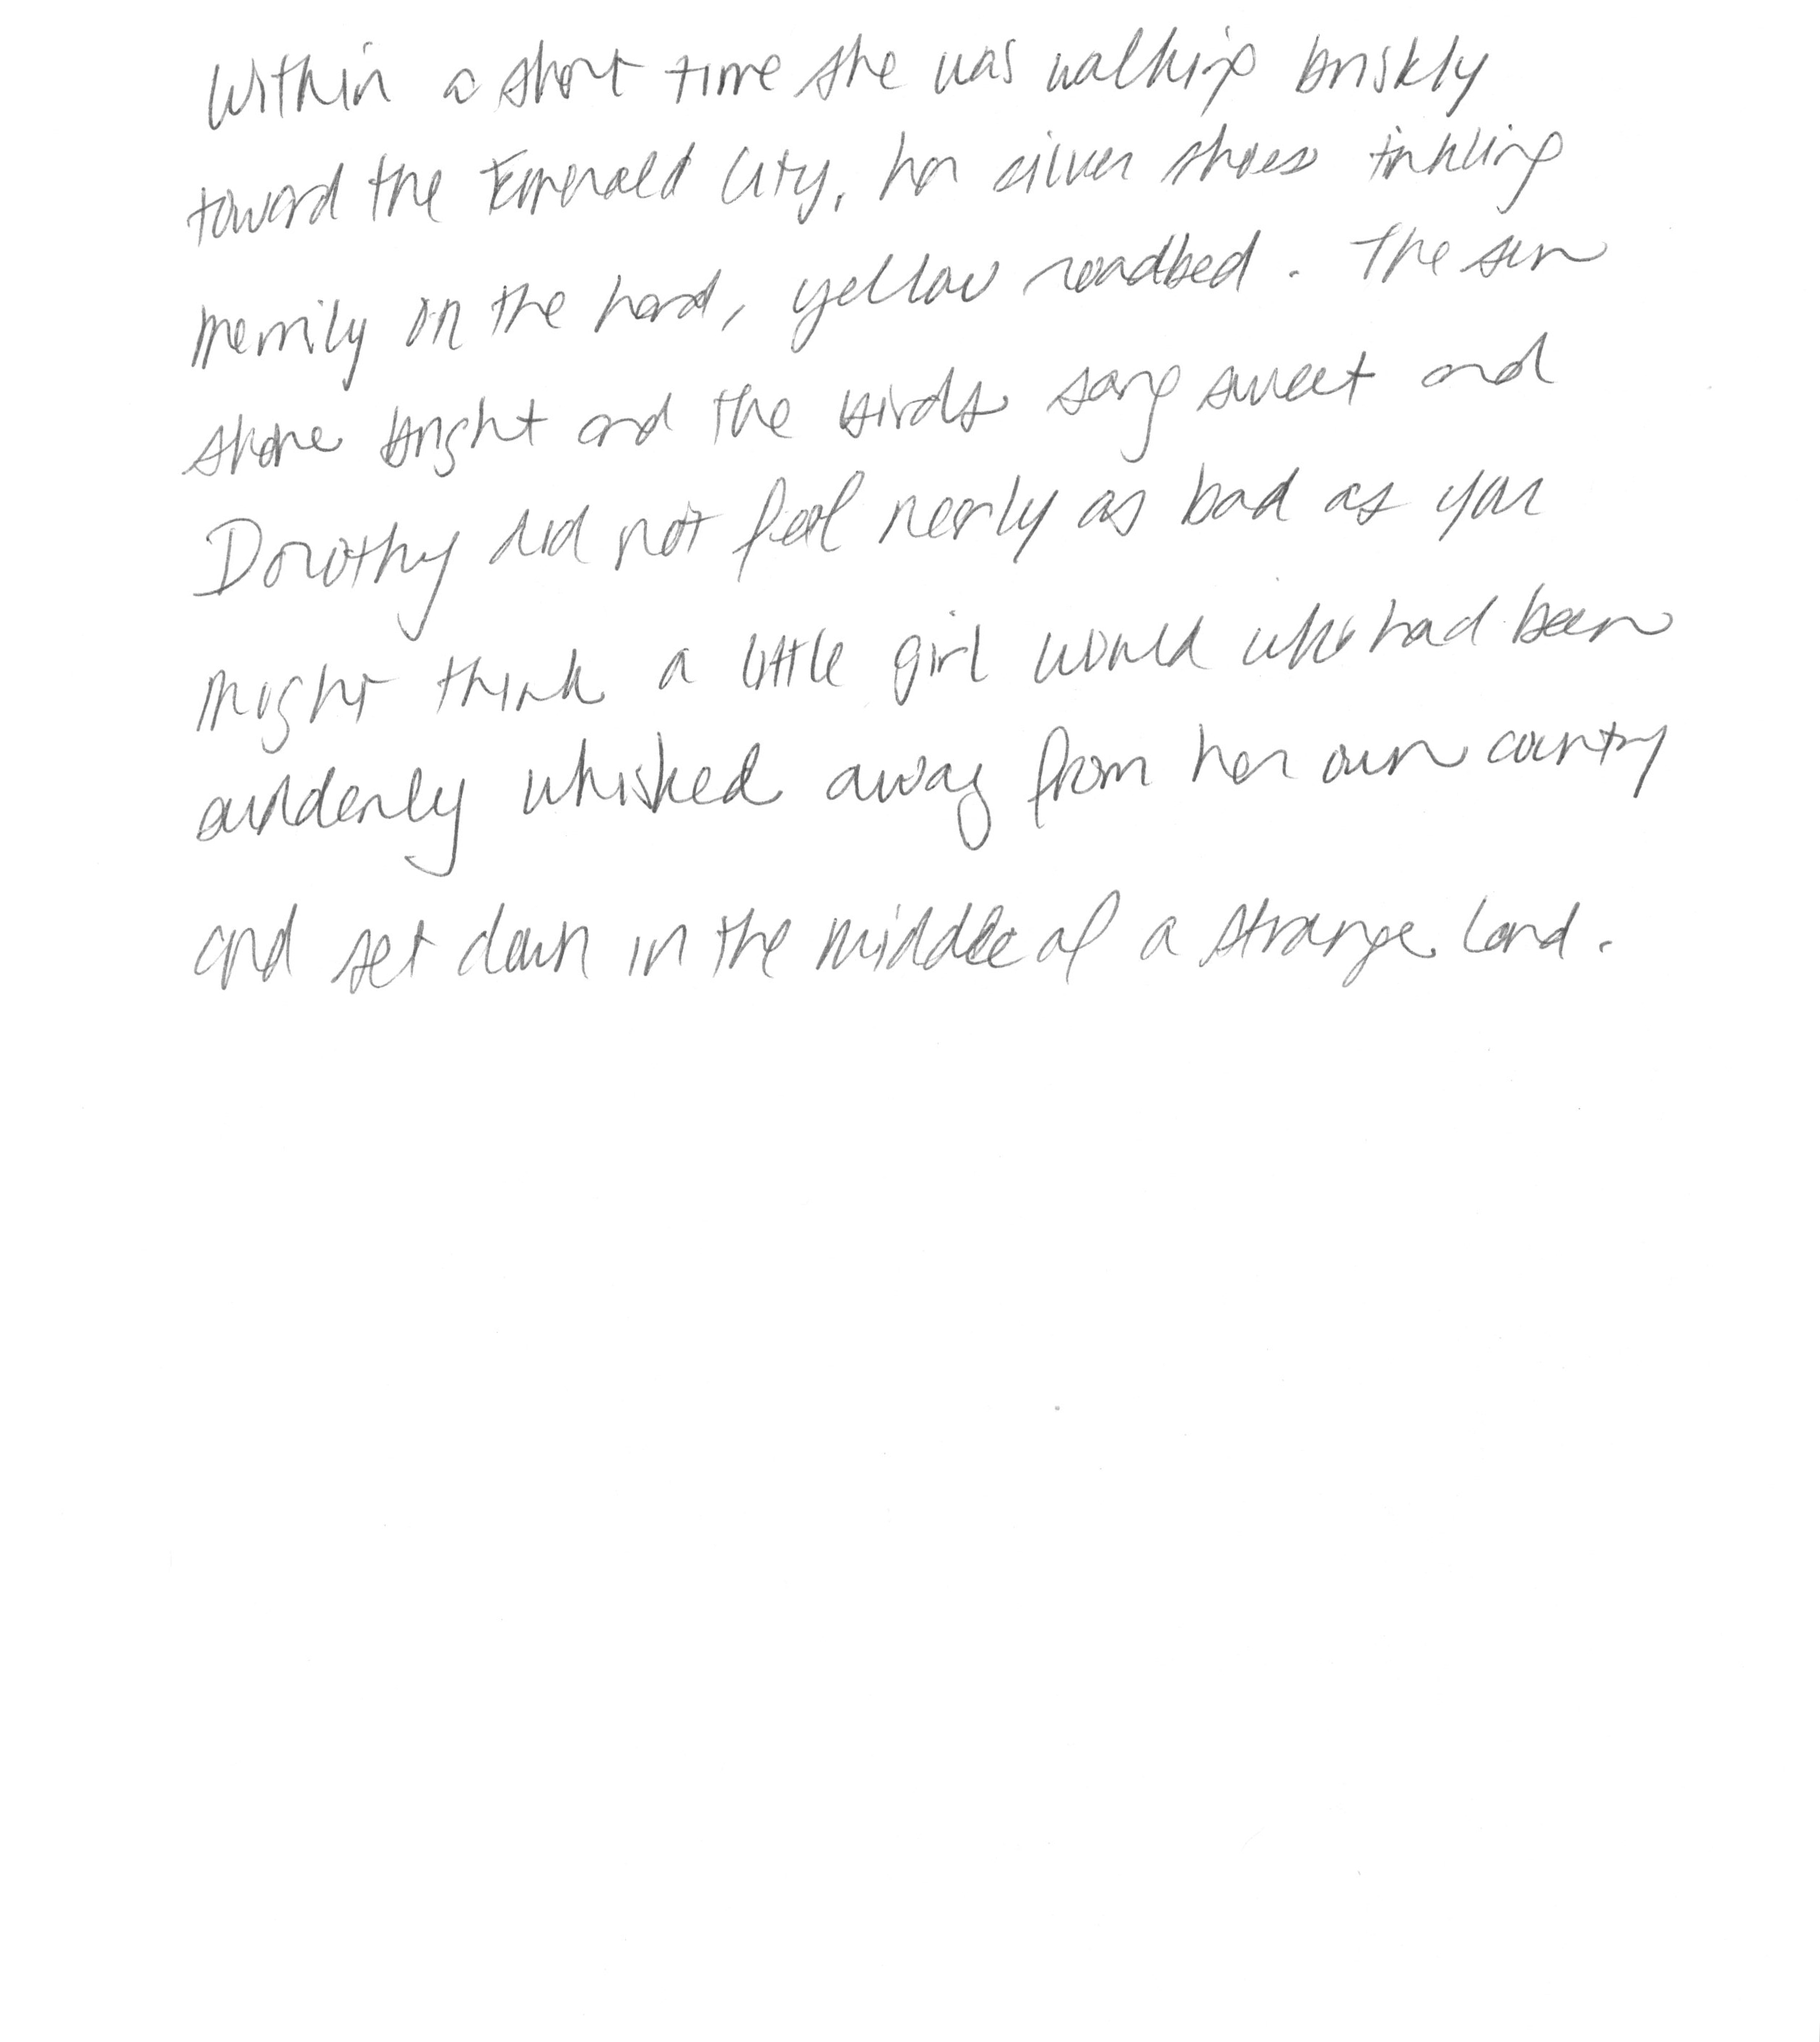 Within a short time she was walking briskly
toward the Emerald City, her silver shoes tinkling
merrily on the hard, yellow roadbed. The sun
shone bright and the birds sang sweet and
Dorothy did not feel nearly as bad as you
might think a little girl would who had been
suddenly whisked away from her own country
and set down in the middle of a strange land.